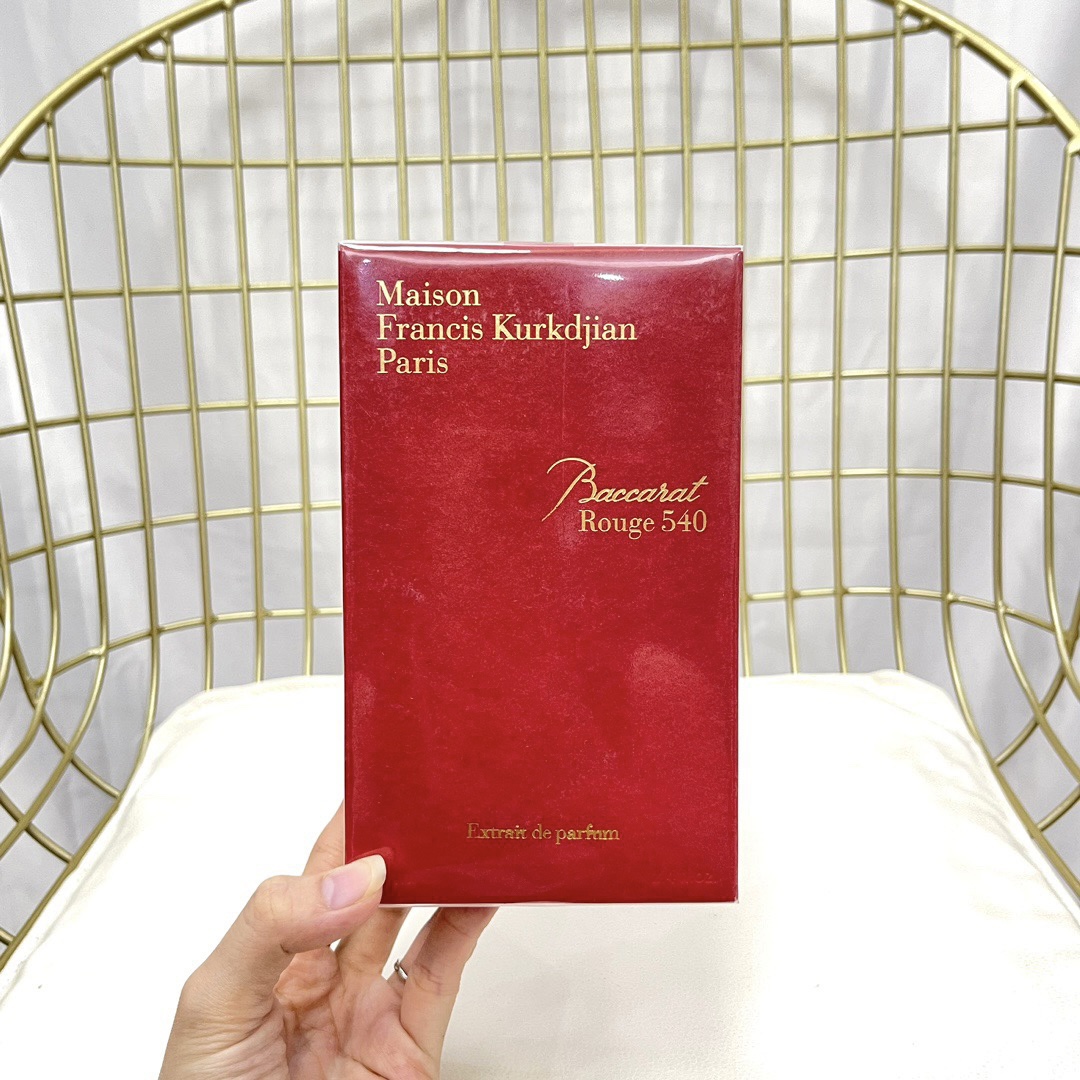 Maison
Francis Kurkdjian
Paris
Baccarat
Rouge 540
Extrait de parfum